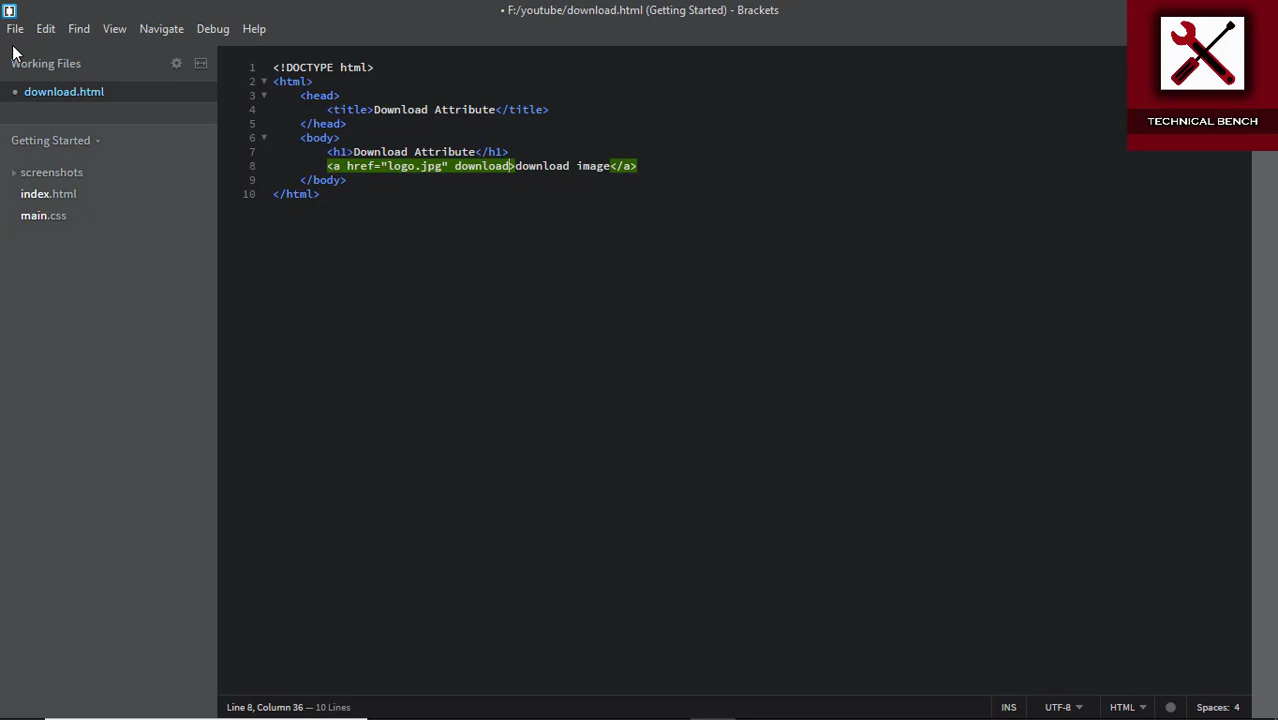 • F:/youtube/download.html (Getting Started) - Brackets
File Edit Find View Navigate Debug Help
Working Files
download.html
Getting Started
screenshots
index.html
main.css
1 <!DOCTYPE html>
2 <html>
3 <head>
4 <title>Download Attribute</title>
5 </head>
6 <body>
7 <h1>Download Attribute</h1>
8 <a href="logo.jpg" download>download image</a>
9 </body>
10 </html>
TECHNICAL BENCH
Line 8, Column 36 — 10 Lines
INS UTF-8 HTML Spaces: 4